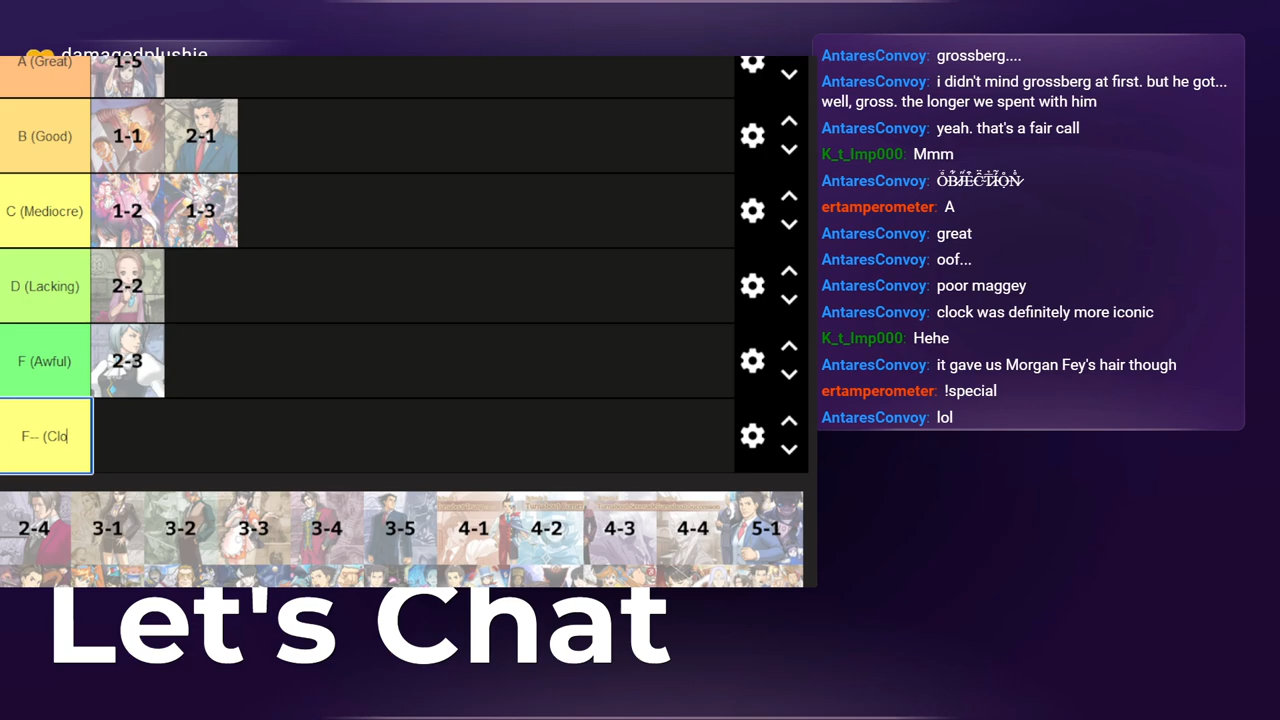 damagedplushie
A (Great)
1-5
B (Good)
1-1
2-1
C (Mediocre)
1-2
1-3
D (Lacking)
2-2
F (Awful)
2-3
F-- (Clo
2-4
3-1
3-2
3-3
3-4
3-5
4-1
4-2
4-3
4-4
5-1
Let's Chat
AntaresConvoy: grossberg....
AntaresConvoy: i didn't mind grossberg at first. but he got...
well, gross. the longer we spent with him
AntaresConvoy: yeah. that's a fair call
K_t_Imp000: Mmm
AntaresConvoy: OBJECTION
ertamperometer: A
AntaresConvoy: great
AntaresConvoy: oof...
AntaresConvoy: poor maggey
AntaresConvoy: clock was definitely more iconic
K_t_Imp000: Hehe
AntaresConvoy: it gave us Morgan Fey's hair though
ertamperometer: !special
AntaresConvoy: lol